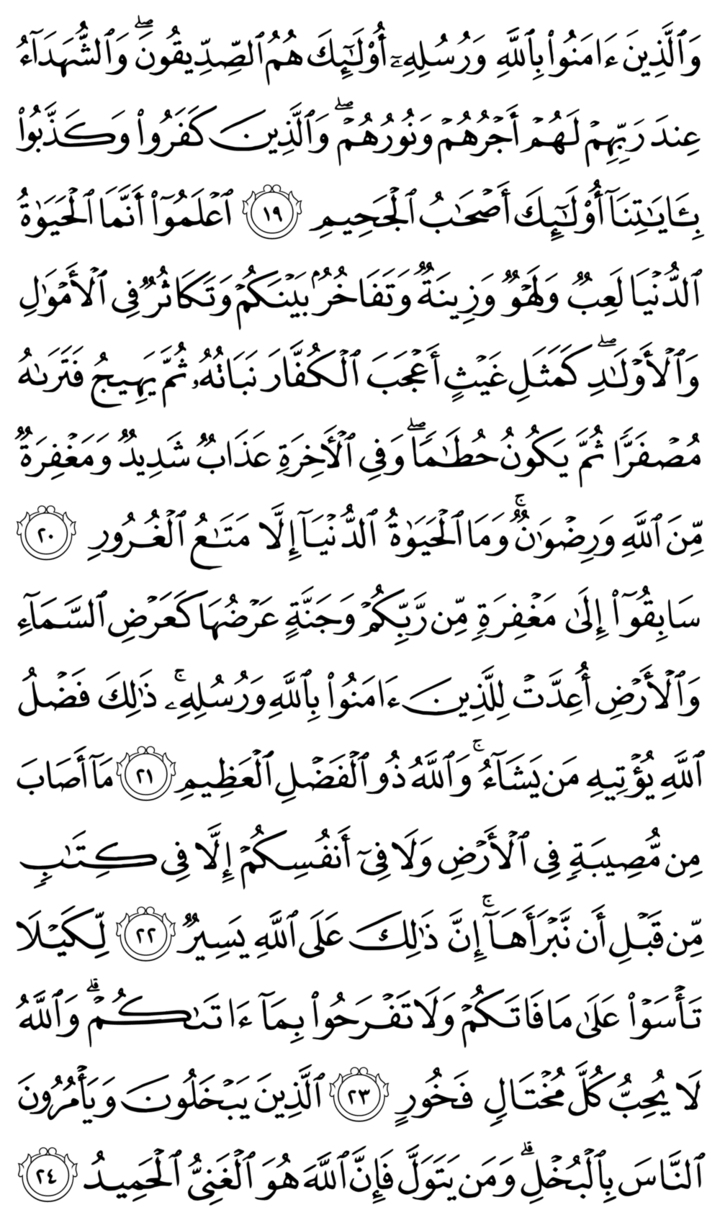 وَٱلَّذِينَ ءَامَنُوا۟ بِٱللَّهِ وَرُسُلِهِۦٓ أُو۟لَٰٓئِكَ هُمُ ٱلصِّدِّيقُونَ ۖ وَٱلشُّهَدَآءُ
عِندَ رَبِّهِمْ لَهُمْ أَجْرُهُمْ وَنُورُهُمْ ۖ وَٱلَّذِينَ كَفَرُوا۟ وَكَذَّبُوا۟
بِـَٔايَٰتِنَآ أُو۟لَٰٓئِكَ أَصْحَٰبُ ٱلْجَحِيمِ ١٩ ٱعْلَمُوٓا۟ أَنَّمَا ٱلْحَيَوٰةُ
ٱلدُّنْيَا لَعِبٌ وَلَهْوٌ وَزِينَةٌ وَتَفَاخُرٌۢ بَيْنَكُمْ وَتَكَاثُرٌ فِى ٱلْأَمْوَٰلِ
وَٱلْأَوْلَٰدِ ۖ كَمَثَلِ غَيْثٍ أَعْجَبَ ٱلْكُفَّارَ نَبَاتُهُۥ ثُمَّ يَهِيجُ فَتَرَىٰهُ
مُصْفَرًّا ثُمَّ يَكُونُ حُطَٰمًا ۖ وَفِى ٱلْـَٔاخِرَةِ عَذَابٌ شَدِيدٌ وَمَغْفِرَةٌ
مِّنَ ٱللَّهِ وَرِضْوَٰنٌ ۚ وَمَا ٱلْحَيَوٰةُ ٱلدُّنْيَآ إِلَّا مَتَٰعُ ٱلْغُرُورِ ٢٠
سَابِقُوٓا۟ إِلَىٰ مَغْفِرَةٍ مِّن رَّبِّكُمْ وَجَنَّةٍ عَرْضُهَا كَعَرْضِ ٱلسَّمَآءِ
وَٱلْأَرْضِ أُعِدَّتْ لِلَّذِينَ ءَامَنُوا۟ بِٱللَّهِ وَرُسُلِهِۦ ۚ ذَٰلِكَ فَضْلُ
ٱللَّهِ يُؤْتِيهِ مَن يَشَآءُ ۚ وَٱللَّهُ ذُو ٱلْفَضْلِ ٱلْعَظِيمِ ٢١ مَآ أَصَابَ
مِن مُّصِيبَةٍ فِى ٱلْأَرْضِ وَلَا فِىٓ أَنفُسِكُمْ إِلَّا فِى كِتَٰبٍ
مِّن قَبْلِ أَن نَّبْرَأَهَآ ۚ إِنَّ ذَٰلِكَ عَلَى ٱللَّهِ يَسِيرٌ ٢٢ لِّكَيْلَا
تَأْسَوْا۟ عَلَىٰ مَا فَاتَكُمْ وَلَا تَفْرَحُوا۟ بِمَآ ءَاتَىٰكُمْ ۗ وَٱللَّهُ
لَا يُحِبُّ كُلَّ مُخْتَالٍ فَخُورٍ ٢٣ ٱلَّذِينَ يَبْخَلُونَ وَيَأْمُرُونَ
ٱلنَّاسَ بِٱلْبُخْلِ ۗ وَمَن يَتَوَلَّ فَإِنَّ ٱللَّهَ هُوَ ٱلْغَنِىُّ ٱلْحَمِيدُ ٢٤